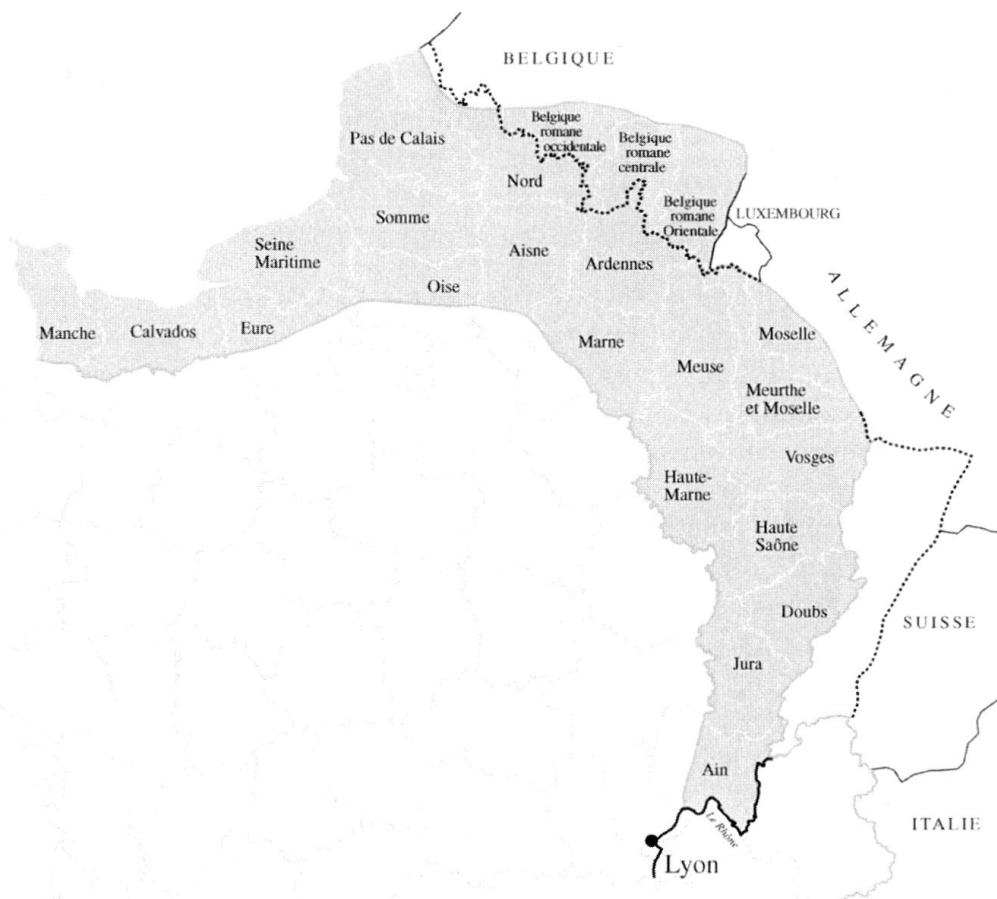 BELGIQUE
Belgique
romane
occidentale
Pas de Calais
Belgique
romane
centrale
Nord
Belgique
romane
Orientale
LUXEMBOURG
Somme
Seine
Maritime
Aisne
Ardennes
Oise
ALLEMAGNE
Manche
Calvados
Eure
Marne
Moselle
Meuse
Meurthe
et Moselle
Vosges
Haute-
Marne
Haute
Saône
Doubs
SUISSE
Jura
Ain
Le Rhône
ITALIE
Lyon